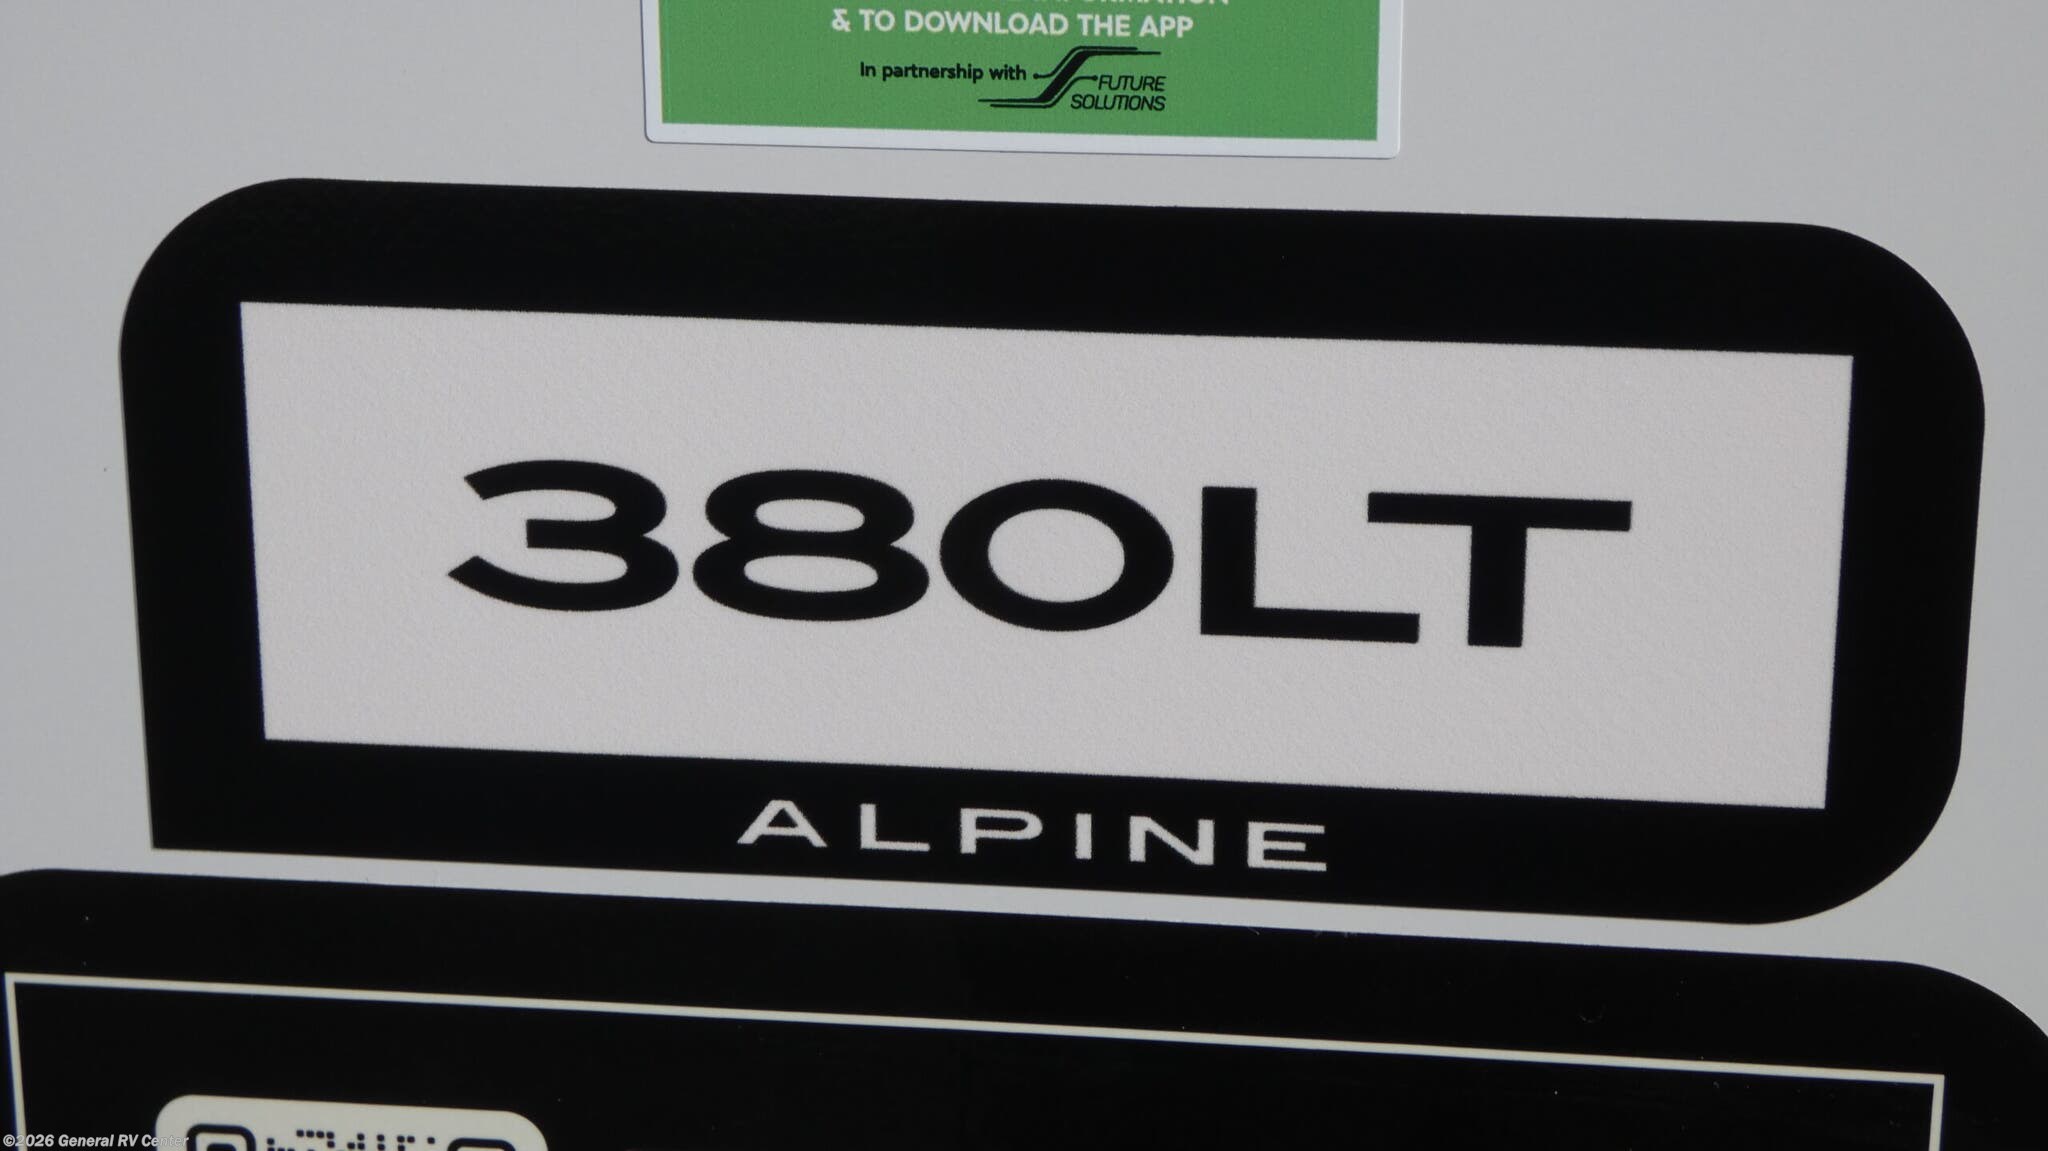 & TO DOWNLOAD THE APP
In partnership with
FUTURE
SOLUTIONS
380LT
ALPINE
©2026 General RV Center